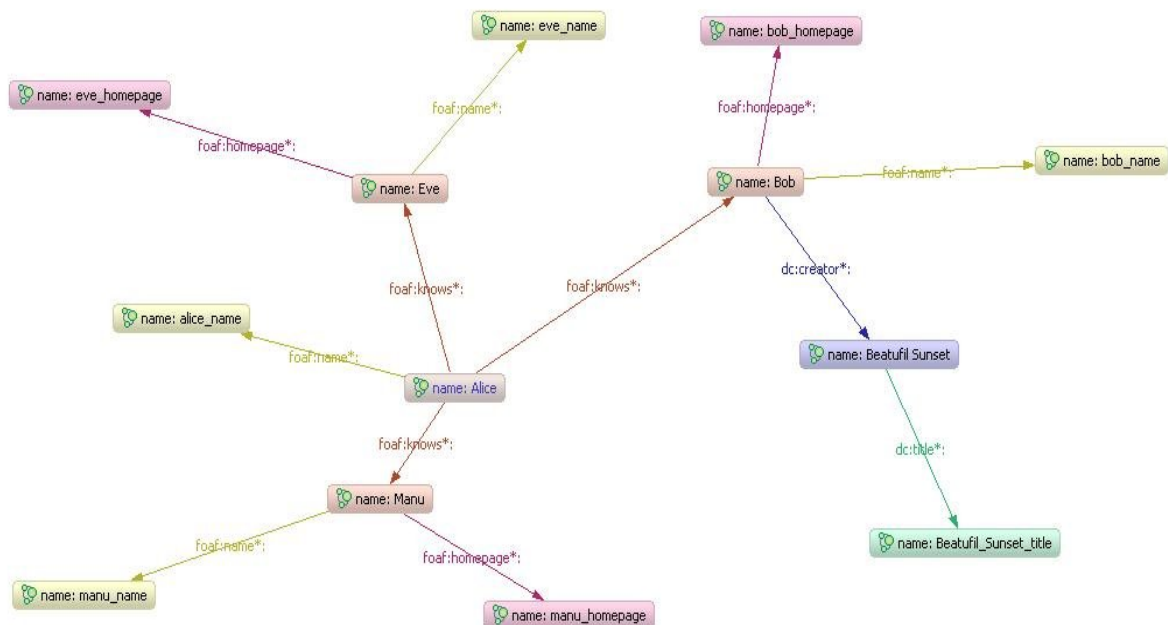 name: eve_name
name: bob_homepage
name: eve_homepage
foaf:name*:
foaf:homepage*:
foaf:homepage*:
name: bob_name
foaf:name*:
name: Eve
name: Bob
dc:creator*:
foaf:knows*:
foaf:knows*:
name: alice_name
foaf:name*:
name: Beatufil Sunset
name: Alice
foaf:knows*:
dc:title*:
name: Manu
foaf:name*:
foaf:homepage*:
name: Beatufil_Sunset_title
name: manu_name
name: manu_homepage